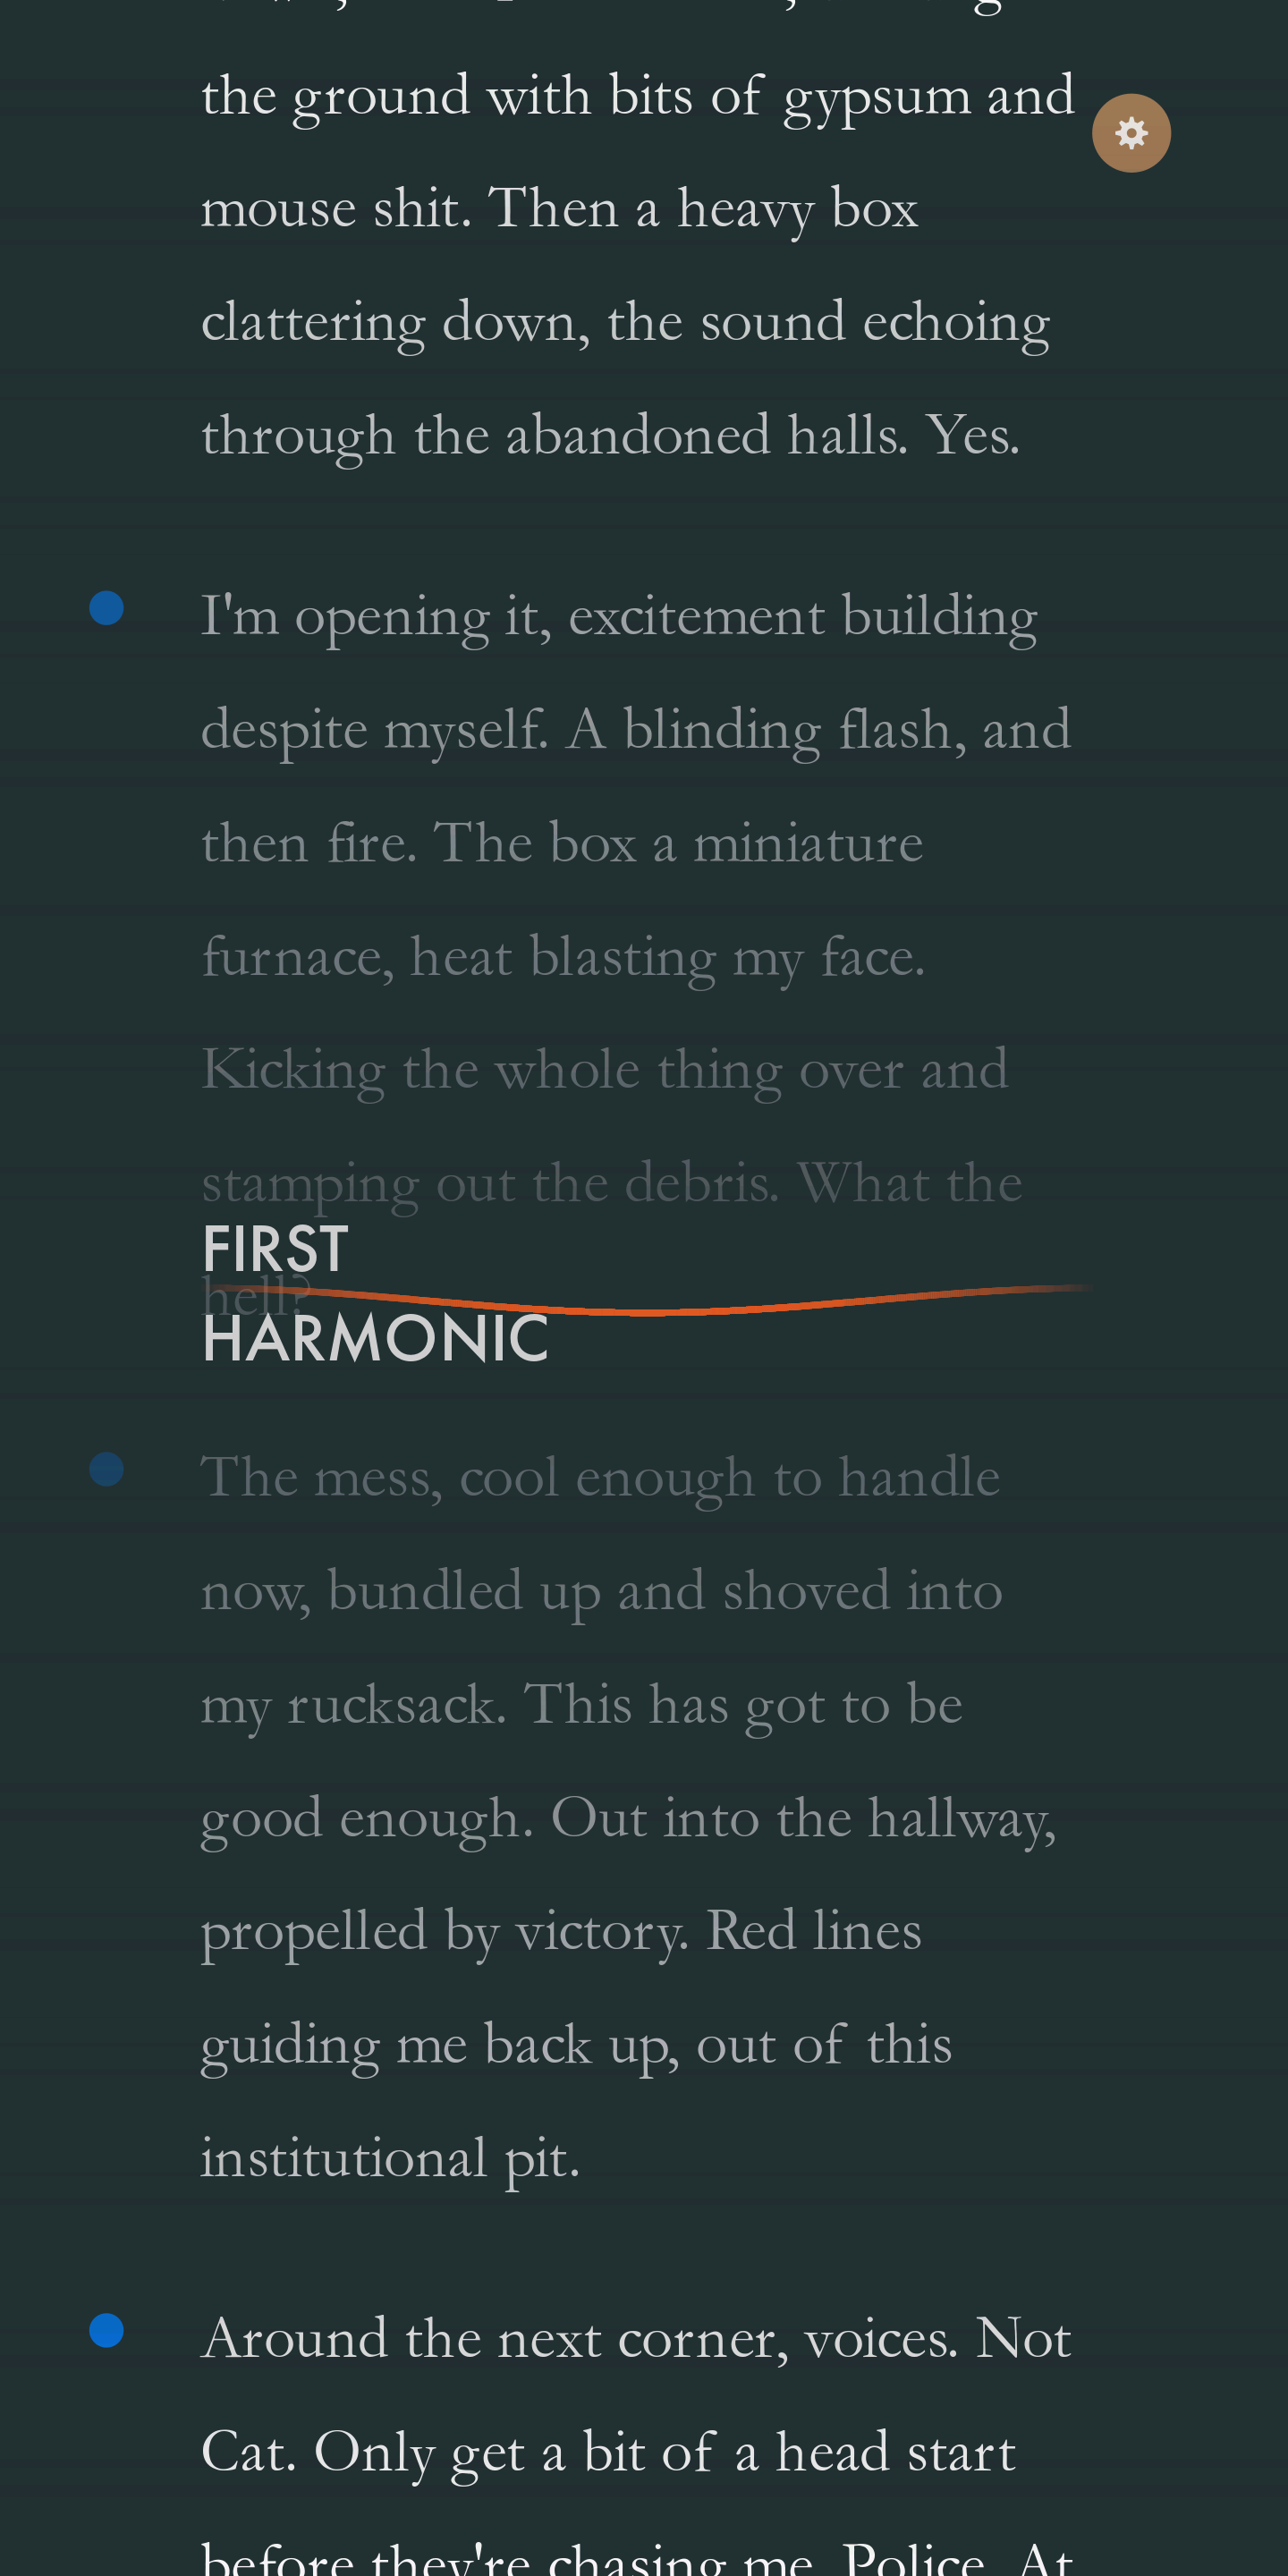 the ground with bits of gypsum and
mouse shit. Then a heavy box
clattering down, the sound echoing
through the abandoned halls. Yes.
I'm opening it, excitement building
despite myself. A blinding flash, and
then fire. The box a miniature
furnace, heat blasting my face.
Kicking the whole thing over and
stamping out the debris. What the
FIRST
hell?
HARMONIC
The mess, cool enough to handle
now, bundled up and shoved into
my rucksack. This has got to be
good enough. Out into the hallway,
propelled by victory. Red lines
guiding me back up, out of this
institutional pit.
Around the next corner, voices. Not
Cat. Only get a bit of a head start
before they're chasing me. Police. At